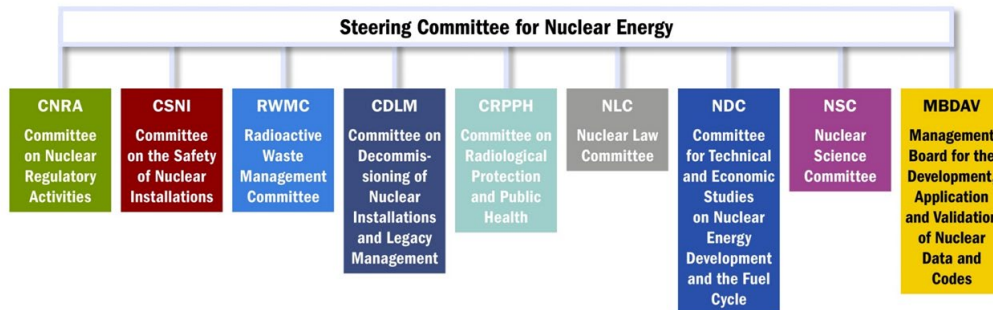 Steering Committee for Nuclear Energy
CNRA
Committee
on Nuclear
Regulatory
Activities
CSNI
Committee
on the Safety
of Nuclear
Installations
RWMC
Radioactive
Waste
Management
Committee
CDLM
Committee on
Decommis-
sioning of
Nuclear
Installations
and Legacy
Management
CRPPH
Committee on
Radiological
Protection
and Public
Health
NLC
Nuclear Law
Committee
NDC
Committee
for Technical
and Economic
Studies
on Nuclear
Energy
Development
and the Fuel
Cycle
NSC
Nuclear
Science
Committee
MBDAV
Management
Board for the
Development,
Application
and Validation
of Nuclear
Data and
Codes